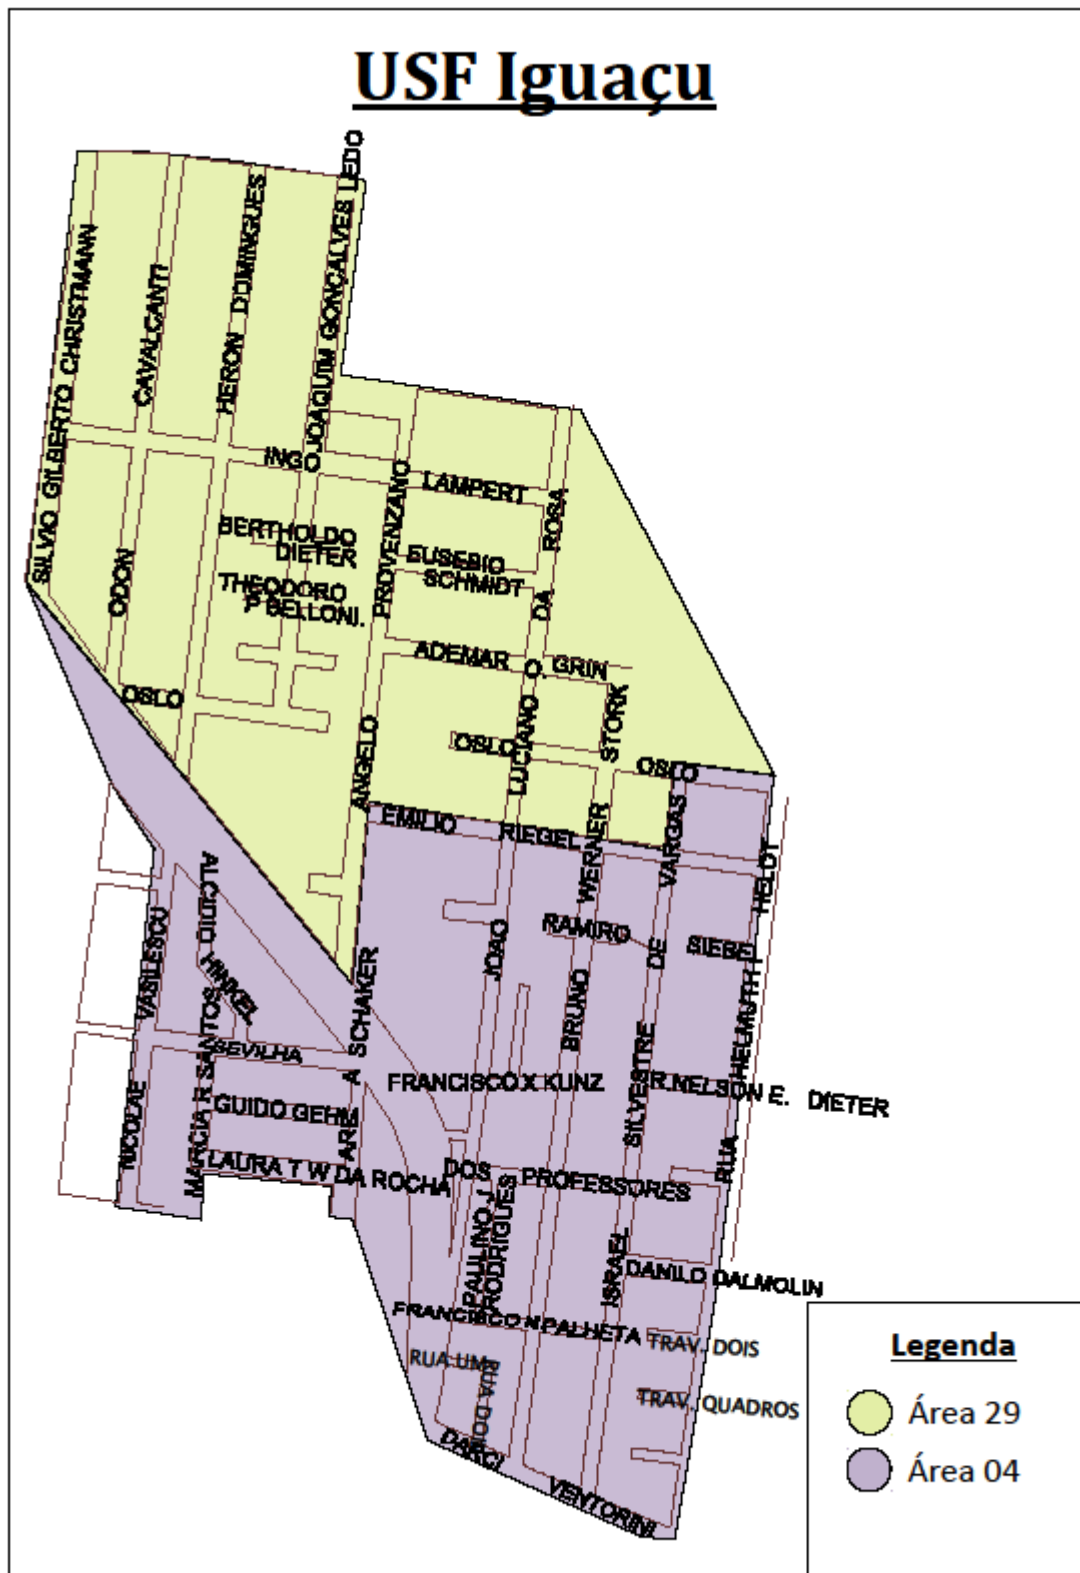 USF Iguaçu
SILVIO GILBERTO CHRISTMANN
CAVALCANTI
ODON
HERON DOMINGUES
JOAQUIM GONÇALVES LEDO
INGO
LAMPERT
PROVENZANO
ANGELO
ROSA
DA
LUCIANO
JOAO
BERTHOLDO
DIETER
EUSEBIO
SCHMIDT
THEODORO
P BELLONI.
ADEMAR O. GRIN
STORK
WERNER
BRUNO
OSLO
OSLO
OSLO
EMILIO RIEGEL
VARGAS
DE
SILVESTRE
ISRAEL
HELDT
HELMUTH
RUA
RAMIRO
SIEBEL
ALCIDIO
HINKEL
VASILESCU
NICOLAE
MARCIA R SANTOS
SEVILHA
A SCHAKER
GUIDO GEHM
LAURA T W DA ROCHA
FRANCISCO X KUNZ
R.NELSON E. DIETER
DOS PROFESSORES
PAULINO J
RODRIGUES
DANILO DALMOLIN
FRANCISCO N PALHETA
TRAV. DOIS
RUA UM
TRAV. QUADROS
DARCI
VENTORINI
Legenda
Área 29
Área 04